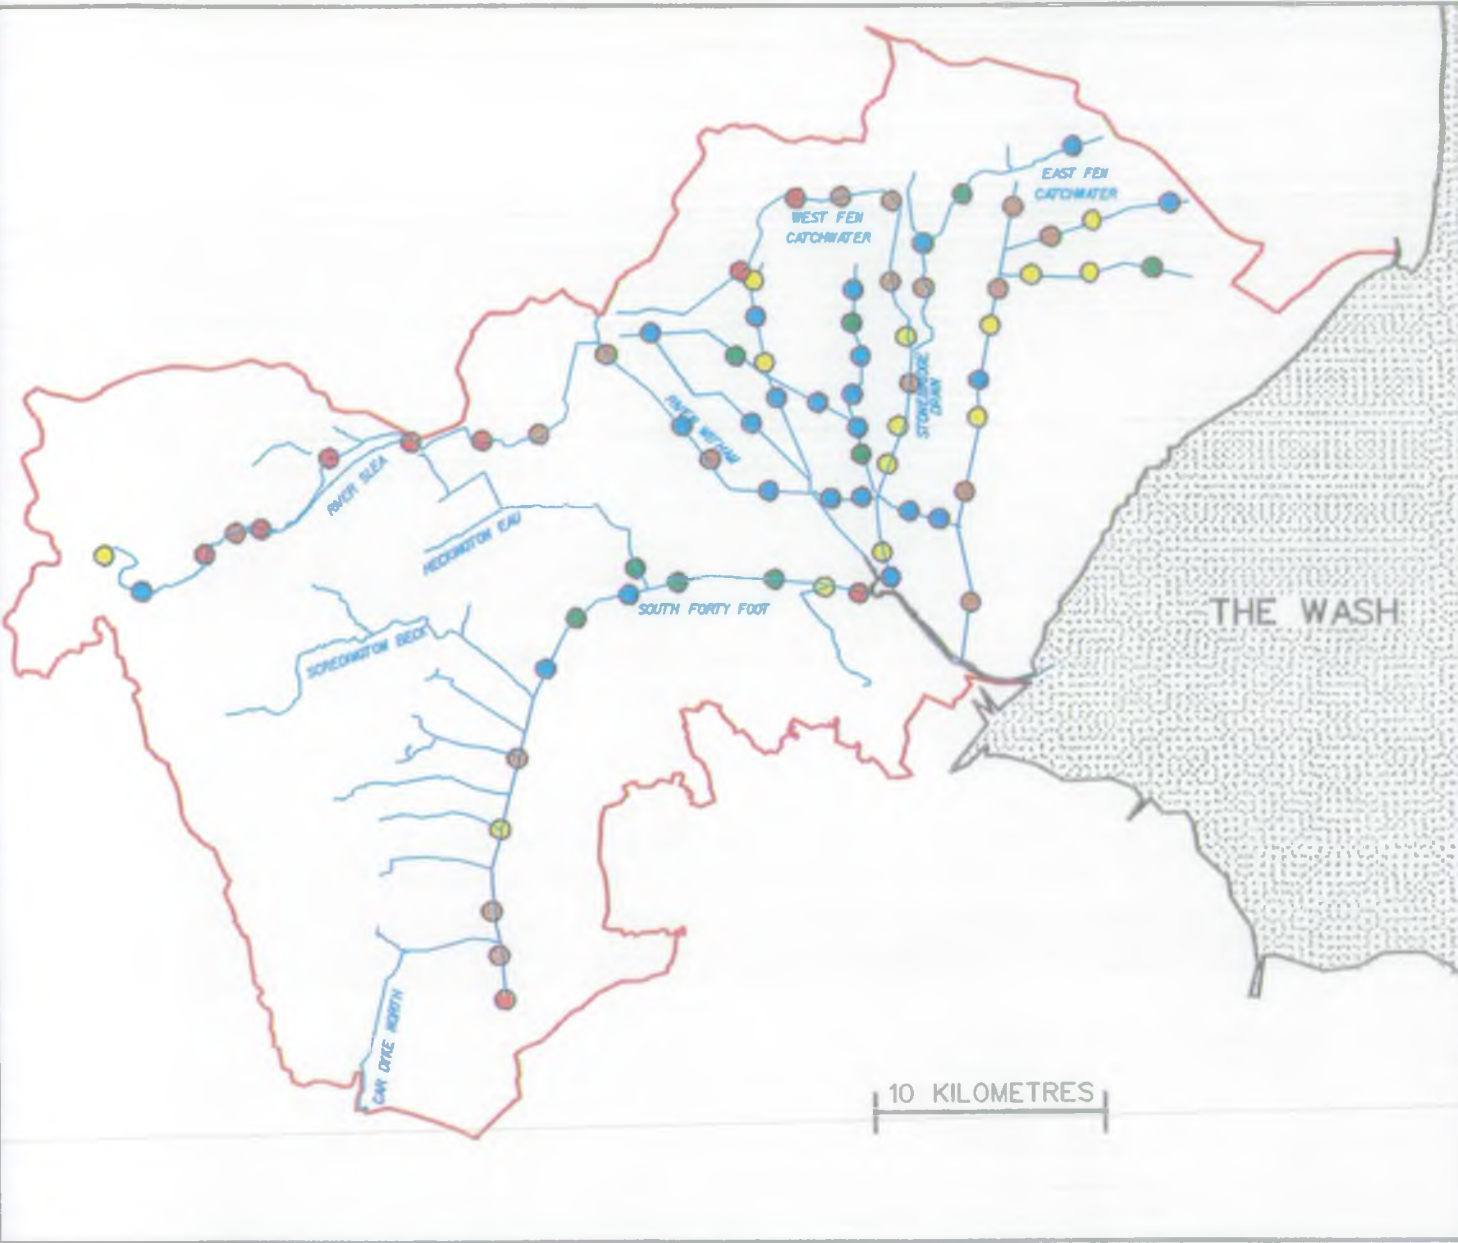 EAST FEN
CATCHWATER
WEST FEN
CATCHWATER
STONEBRIDGE
DRAIN
RIVER WITHAM
RIVER SLEA
HECKINGTON EAU
SOUTH FORTY FOOT
THE WASH
SCREDINGTON BECK
CAR DYKE NORTH
10 KILOMETRES